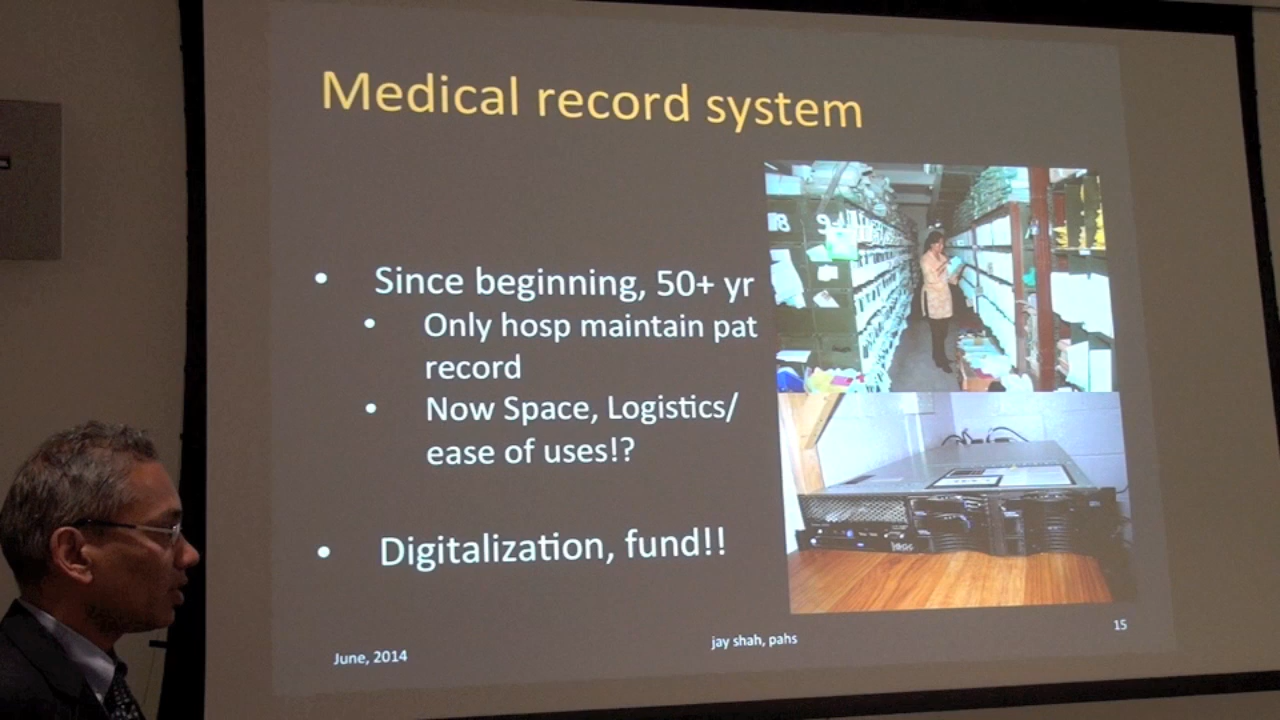 Medical record system
• Since beginning, 50+ yr
• Only hosp maintain pat
record
• Now Space, Logistics/
ease of uses!?
• Digitalization, fund!!
June, 2014
jay shah, pahs
15